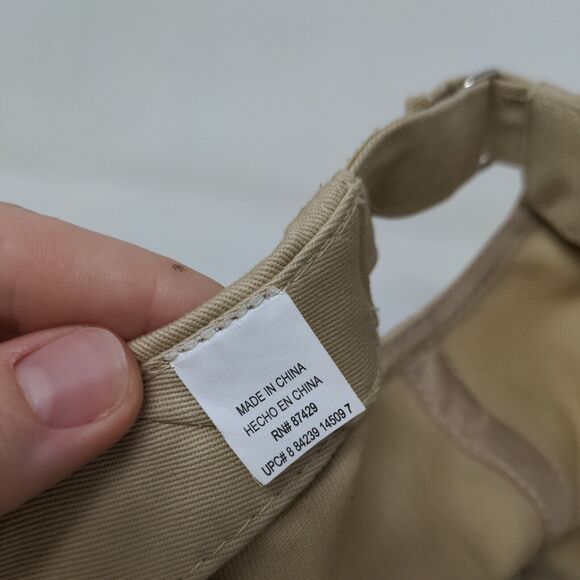 MADE IN CHINA
HECHO EN CHINA
RN# 87429
UPC# 8 84239 14509 7